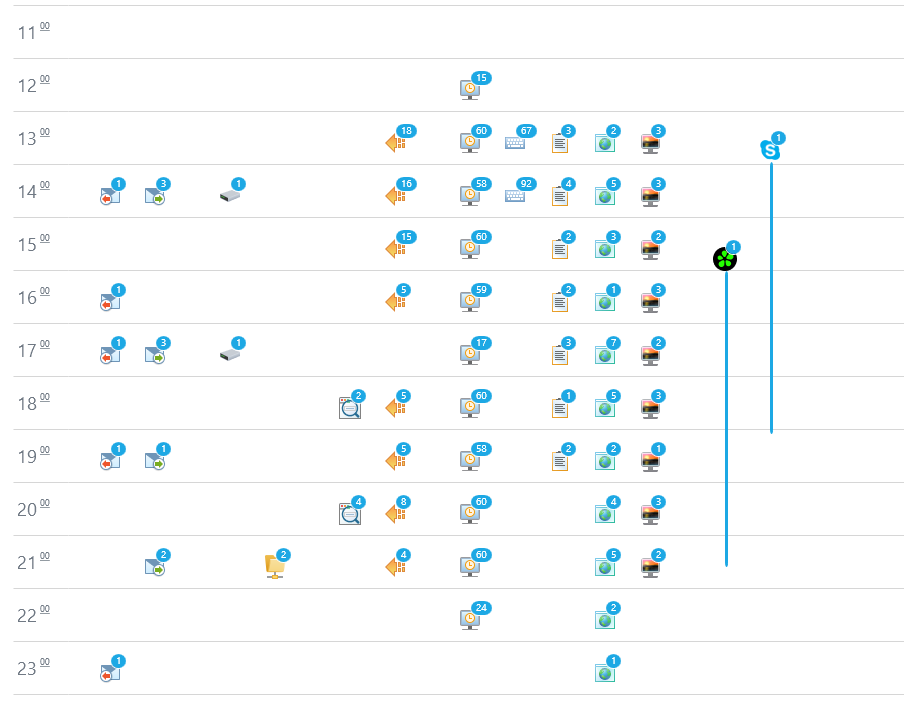 11 00
12 00 15
13 00 18 60 67 3 2 3 1
14 00 1 3 1 16 58 92 4 5 3
15 00 15 60 2 3 2 1
16 00 1 5 59 2 1 3
17 00 1 3 1 17 3 7 2
18 00 2 5 60 1 5 3
19 00 1 1 5 58 2 2 1
20 00 4 8 60 4 3
21 00 2 2 4 60 5 2
22 00 24 2
23 00 1 1